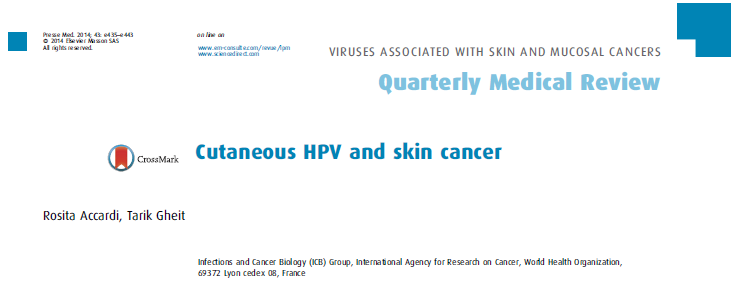 Presse Med. 2014; 43: e435–e443
© 2014 Elsevier Masson SAS
All rights reserved.
on line on
www.em-consulte.com/revue/lpm
www.sciencedirect.com
VIRUSES ASSOCIATED WITH SKIN AND MUCOSAL CANCERS
Quarterly Medical Review
CrossMark
Cutaneous HPV and skin cancer
Rosita Accardi, Tarik Gheit
Infections and Cancer Biology (ICB) Group, International Agency for Research on Cancer, World Health Organization,
69372 Lyon cedex 08, France